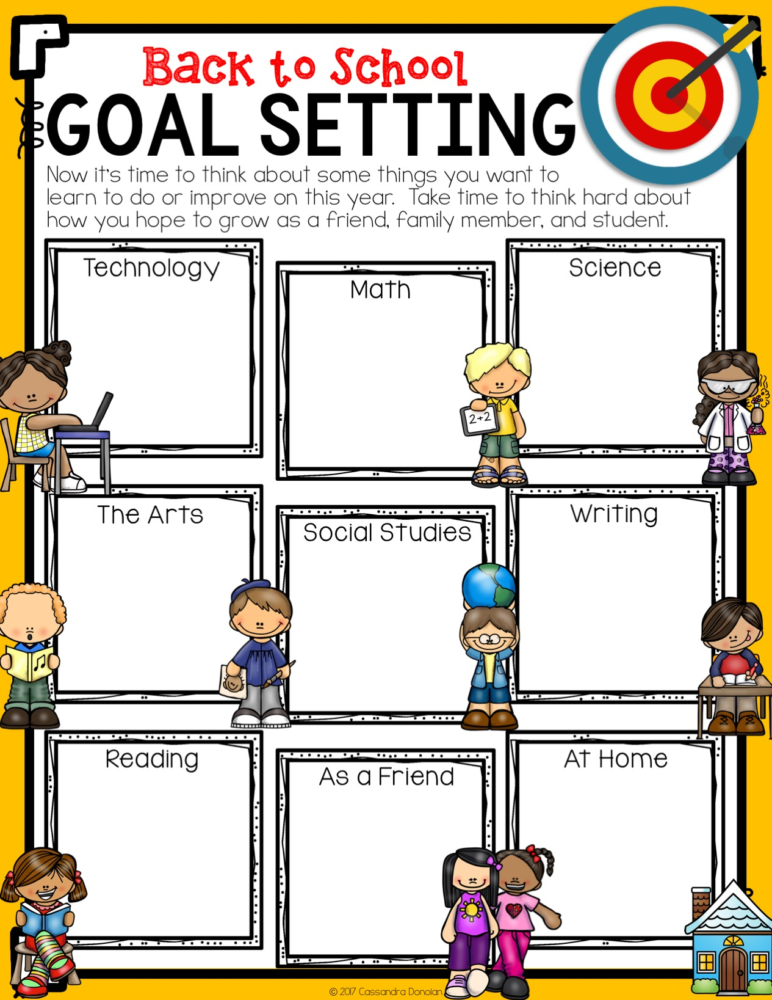 Back to School
GOAL SETTING
Now it's time to think about some things you want to
learn to do or improve on this year. Take time to think hard about
how you hope to grow as a friend, family member, and student.
Technology
Math
Science
2+2
The Arts
Social Studies
Writing
Reading
As a Friend
At Home
© 2017 Cassandra Donoian